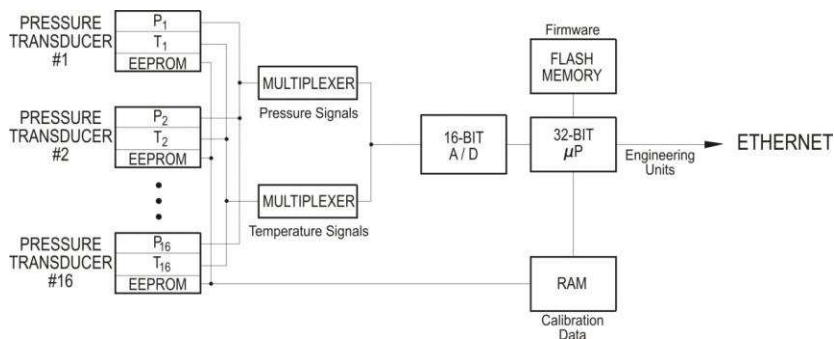 PRESSURE
TRANSDUCER
#1
P1
T1
EEPROM
PRESSURE
TRANSDUCER
#2
P2
T2
EEPROM
PRESSURE
TRANSDUCER
#16
P16
T16
EEPROM
MULTIPLEXER
Pressure Signals
MULTIPLEXER
Temperature Signals
16-BIT
A / D
Firmware
FLASH
MEMORY
32-BIT
µP
Engineering
Units
ETHERNET
RAM
Calibration
Data